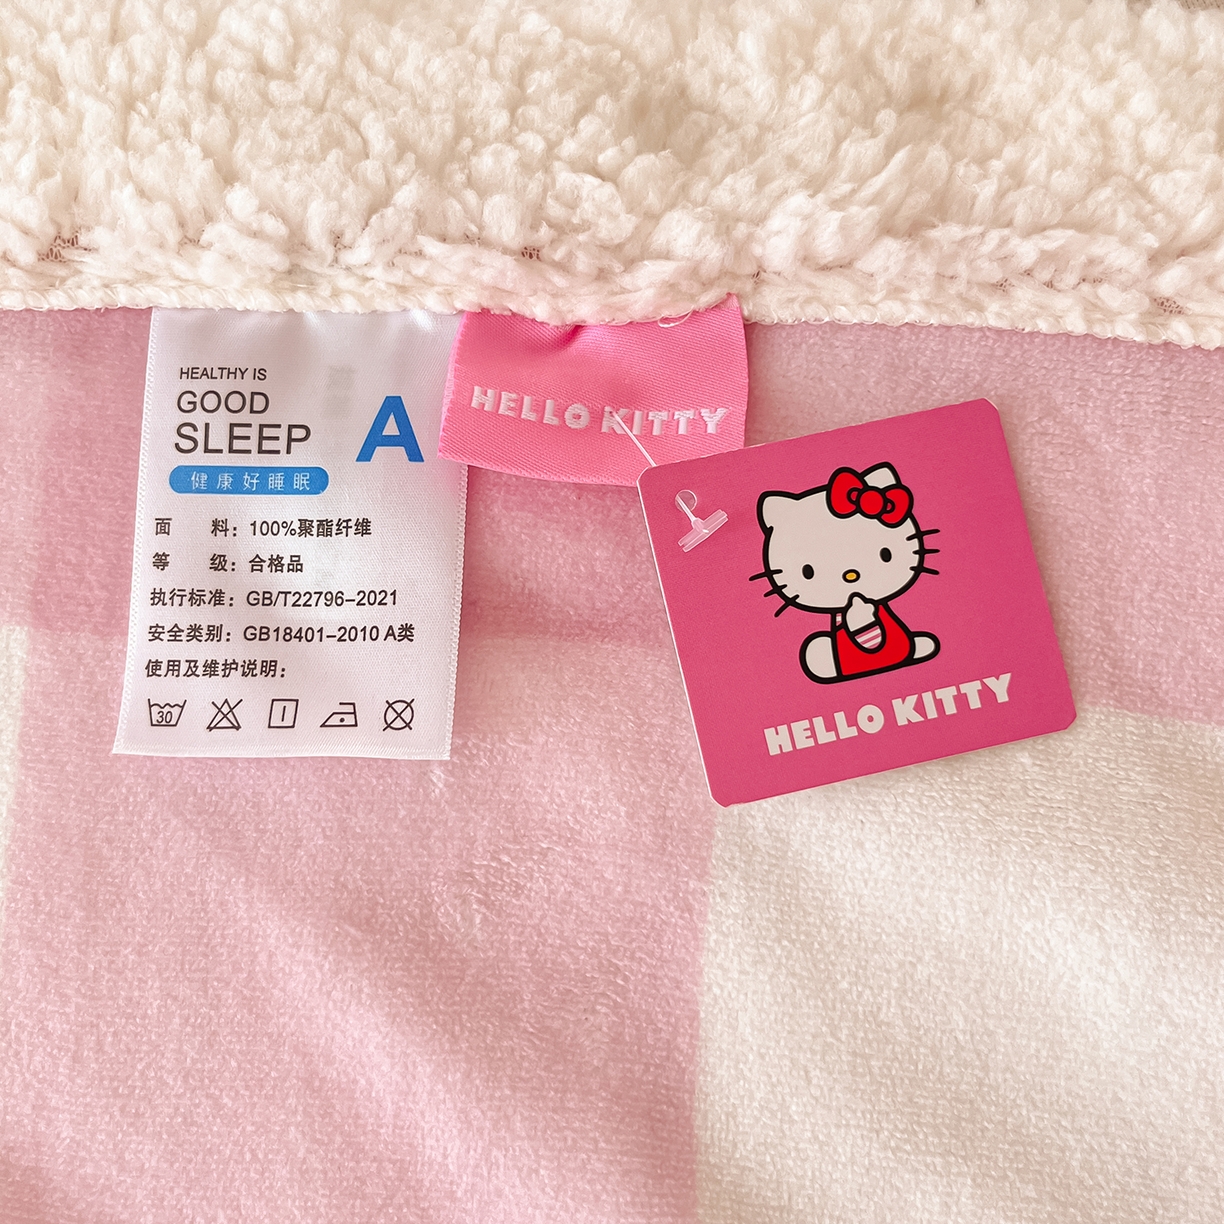 HEALTHY IS
GOOD
SLEEP
A
健康好睡眠
面 料：100%聚酯纤维
等 级：合格品
执行标准：GB/T22796-2021
安全类别：GB18401-2010 A类
使用及维护说明：
30
HELLO KITTY
HELLO KITTY